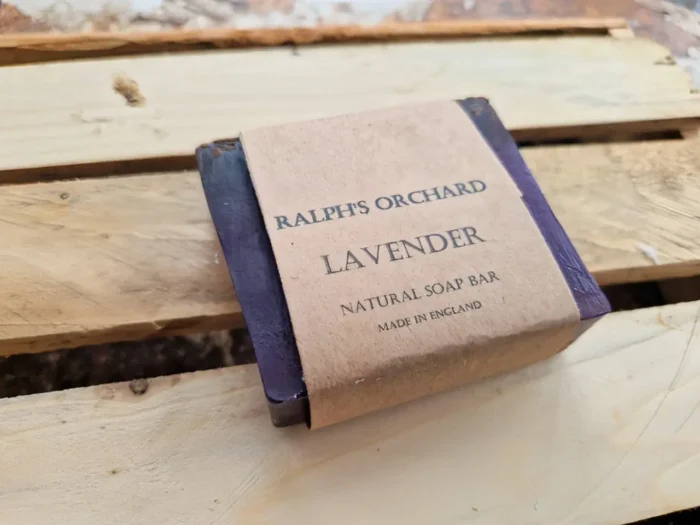 RALPH'S ORCHARD
LAVENDER
NATURAL SOAP BAR
MADE IN ENGLAND